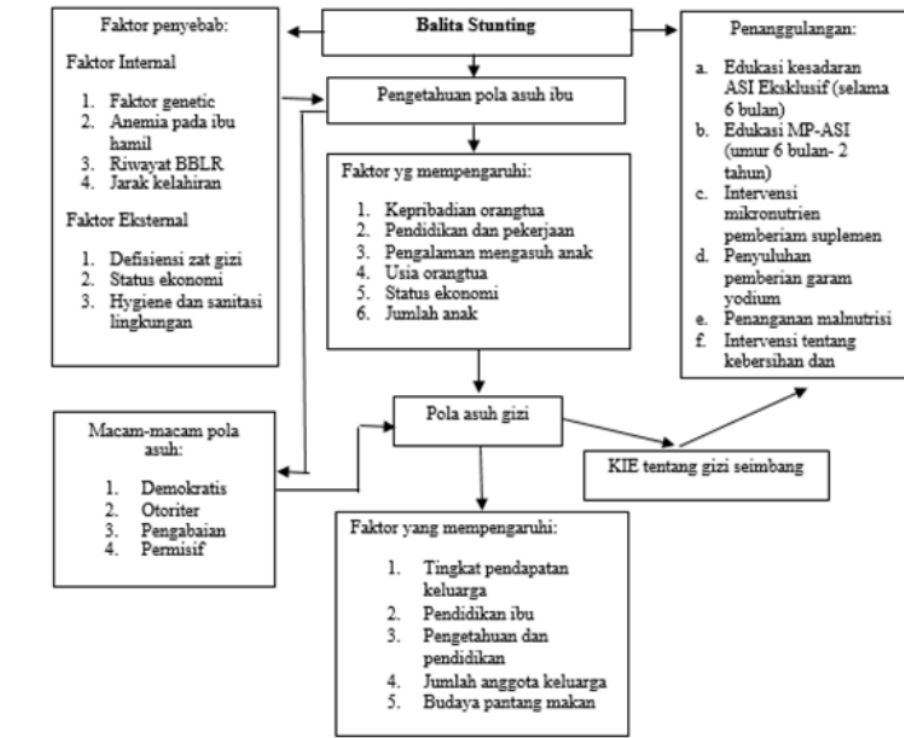 Balita Stunting
Faktor penyebab:
Faktor Internal
1. Faktor genetic
2. Anemia pada ibu
hamil
3. Riwayat BBLR
4. Jarak kelahiran
Faktor Eksternal
1. Defisiensi zat gizi
2. Status ekonomi
3. Hygiene dan sanitasi
lingkungan
Pengetahuan pola asuh ibu
Faktor yg mempengaruhi:
1. Kepribadian orangtua
2. Pendidikan dan pekerjaan
3. Pengalaman mengasuh anak
4. Usia orangtua
5. Status ekonomi
6. Jumlah anak
Penanggulangan:
a. Edukasi kesadaran
ASI Eksklusif (selama
6 bulan)
b. Edukasi MP-ASI
(umur 6 bulan- 2
tahun)
c. Intervensi
mikronutrien
pemberiam suplemen
d. Penyuluhan
pemberian garam
yodium
e. Penanganan malnutrisi
f. Intervensi tentang
kebersihan dan
Macam-macam pola
asuh:
1. Demokratis
2. Otoriter
3. Pengabaian
4. Permisif
Pola asuh gizi
KIE tentang gizi seimbang
Faktor yang mempengaruhi:
1. Tingkat pendapatan
keluarga
2. Pendidikan ibu
3. Pengetahuan dan
pendidikan
4. Jumlah anggota keluarga
5. Budaya pantang makan